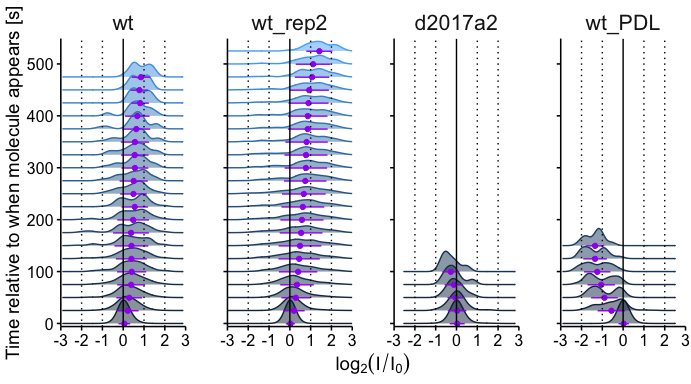 wt wt_rep2 d2017a2 wt_PDL
Time relative to when molecule appears [s]
500
400
300
200
100
0
-3 -2 -1 0 1 2 3 -3 -2 -1 0 1 2 3 -3 -2 -1 0 1 2 3 -3 -2 -1 0 1 2 3
log₂(I/I₀)